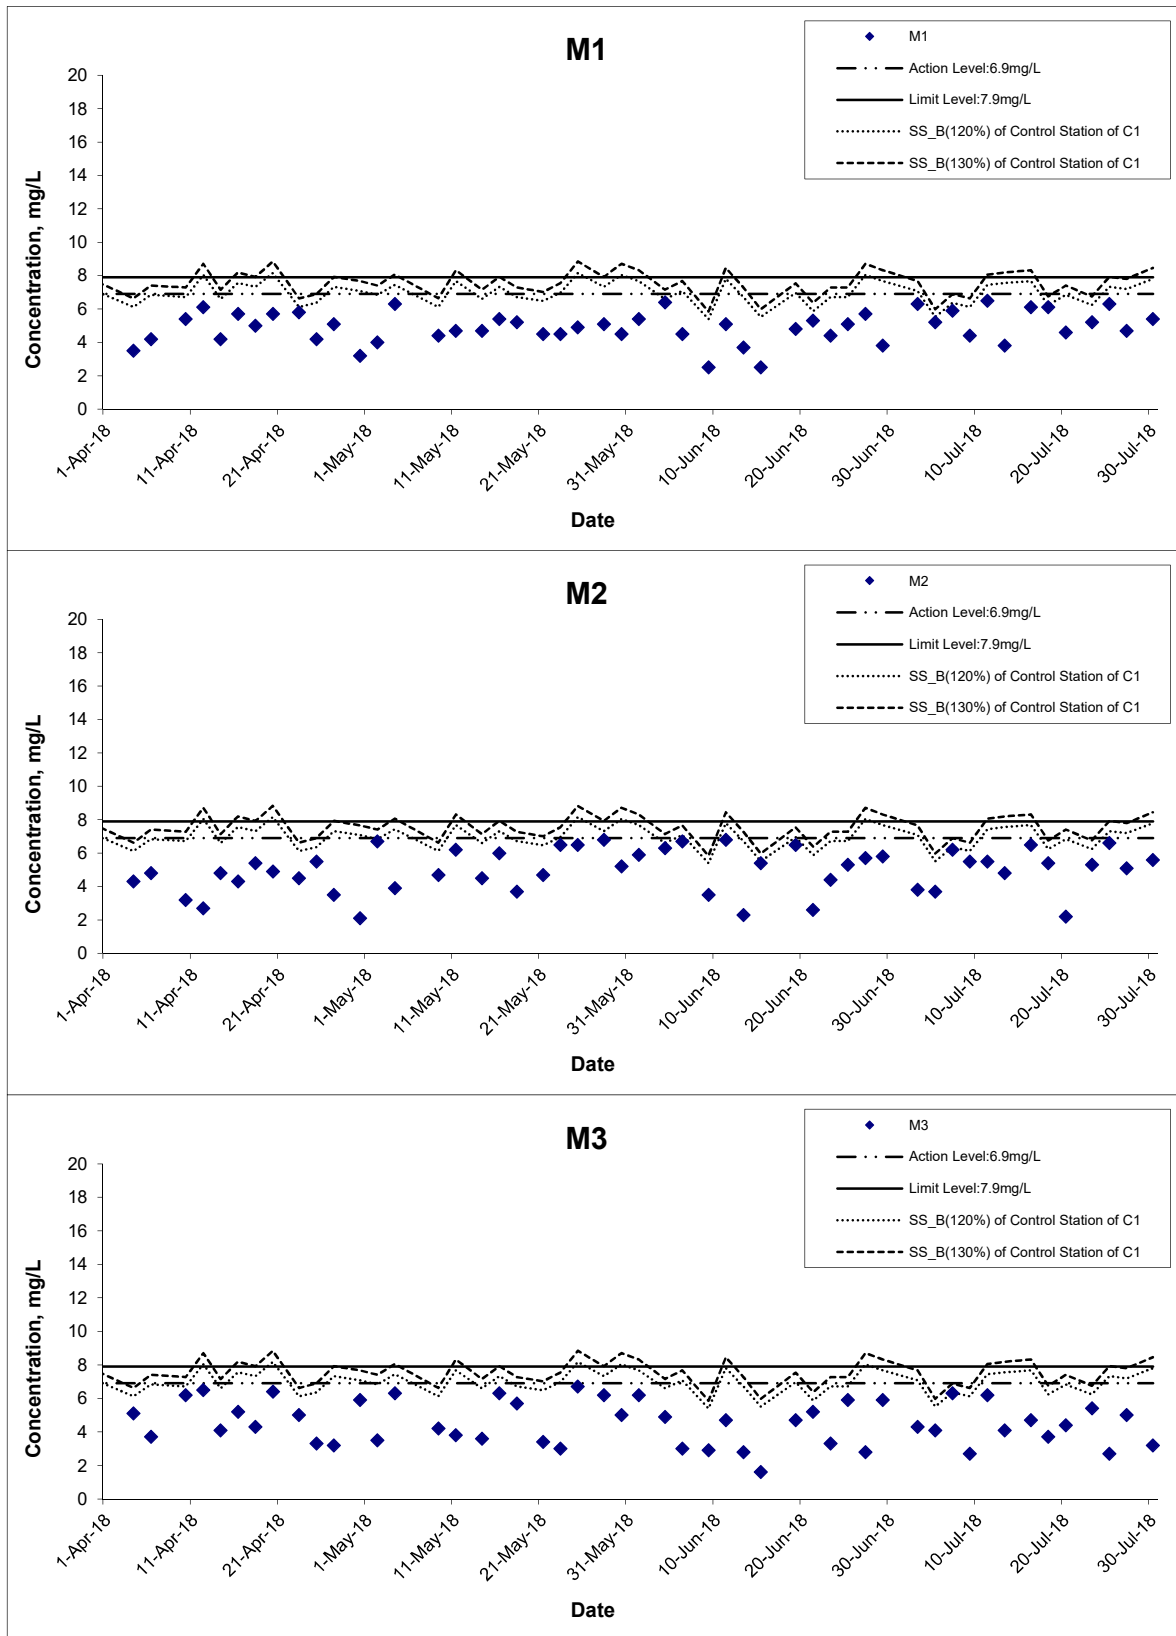 M1
M1
Action Level:6.9mg/L
Limit Level:7.9mg/L
SS_B(120%) of Control Station of C1
SS_B(130%) of Control Station of C1
Concentration, mg/L
20
18
16
14
12
10
8
6
4
2
0
1-Apr-18
11-Apr-18
21-Apr-18
1-May-18
11-May-18
21-May-18
31-May-18
10-Jun-18
20-Jun-18
30-Jun-18
10-Jul-18
20-Jul-18
30-Jul-18
Date
M2
M2
Action Level:6.9mg/L
Limit Level:7.9mg/L
SS_B(120%) of Control Station of C1
SS_B(130%) of Control Station of C1
Concentration, mg/L
20
18
16
14
12
10
8
6
4
2
0
1-Apr-18
11-Apr-18
21-Apr-18
1-May-18
11-May-18
21-May-18
31-May-18
10-Jun-18
20-Jun-18
30-Jun-18
10-Jul-18
20-Jul-18
30-Jul-18
Date
M3
M3
Action Level:6.9mg/L
Limit Level:7.9mg/L
SS_B(120%) of Control Station of C1
SS_B(130%) of Control Station of C1
Concentration, mg/L
20
18
16
14
12
10
8
6
4
2
0
1-Apr-18
11-Apr-18
21-Apr-18
1-May-18
11-May-18
21-May-18
31-May-18
10-Jun-18
20-Jun-18
30-Jun-18
10-Jul-18
20-Jul-18
30-Jul-18
Date